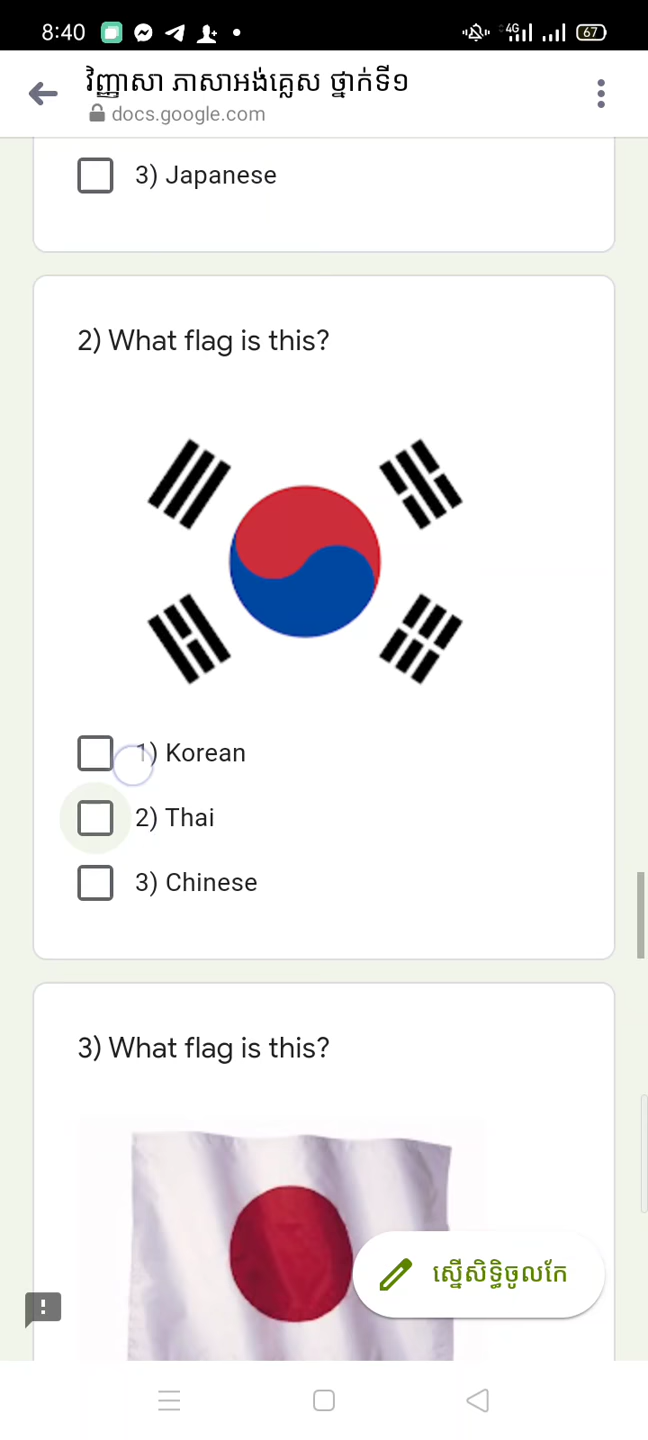 8:40
4G
67
វិញ្ញាសា ភាសាអង់គ្លេស ថ្នាក់ទី១
docs.google.com
3) Japanese
2) What flag is this?
1) Korean
2) Thai
3) Chinese
3) What flag is this?
ស្នើសិទ្ធិចូលកែ